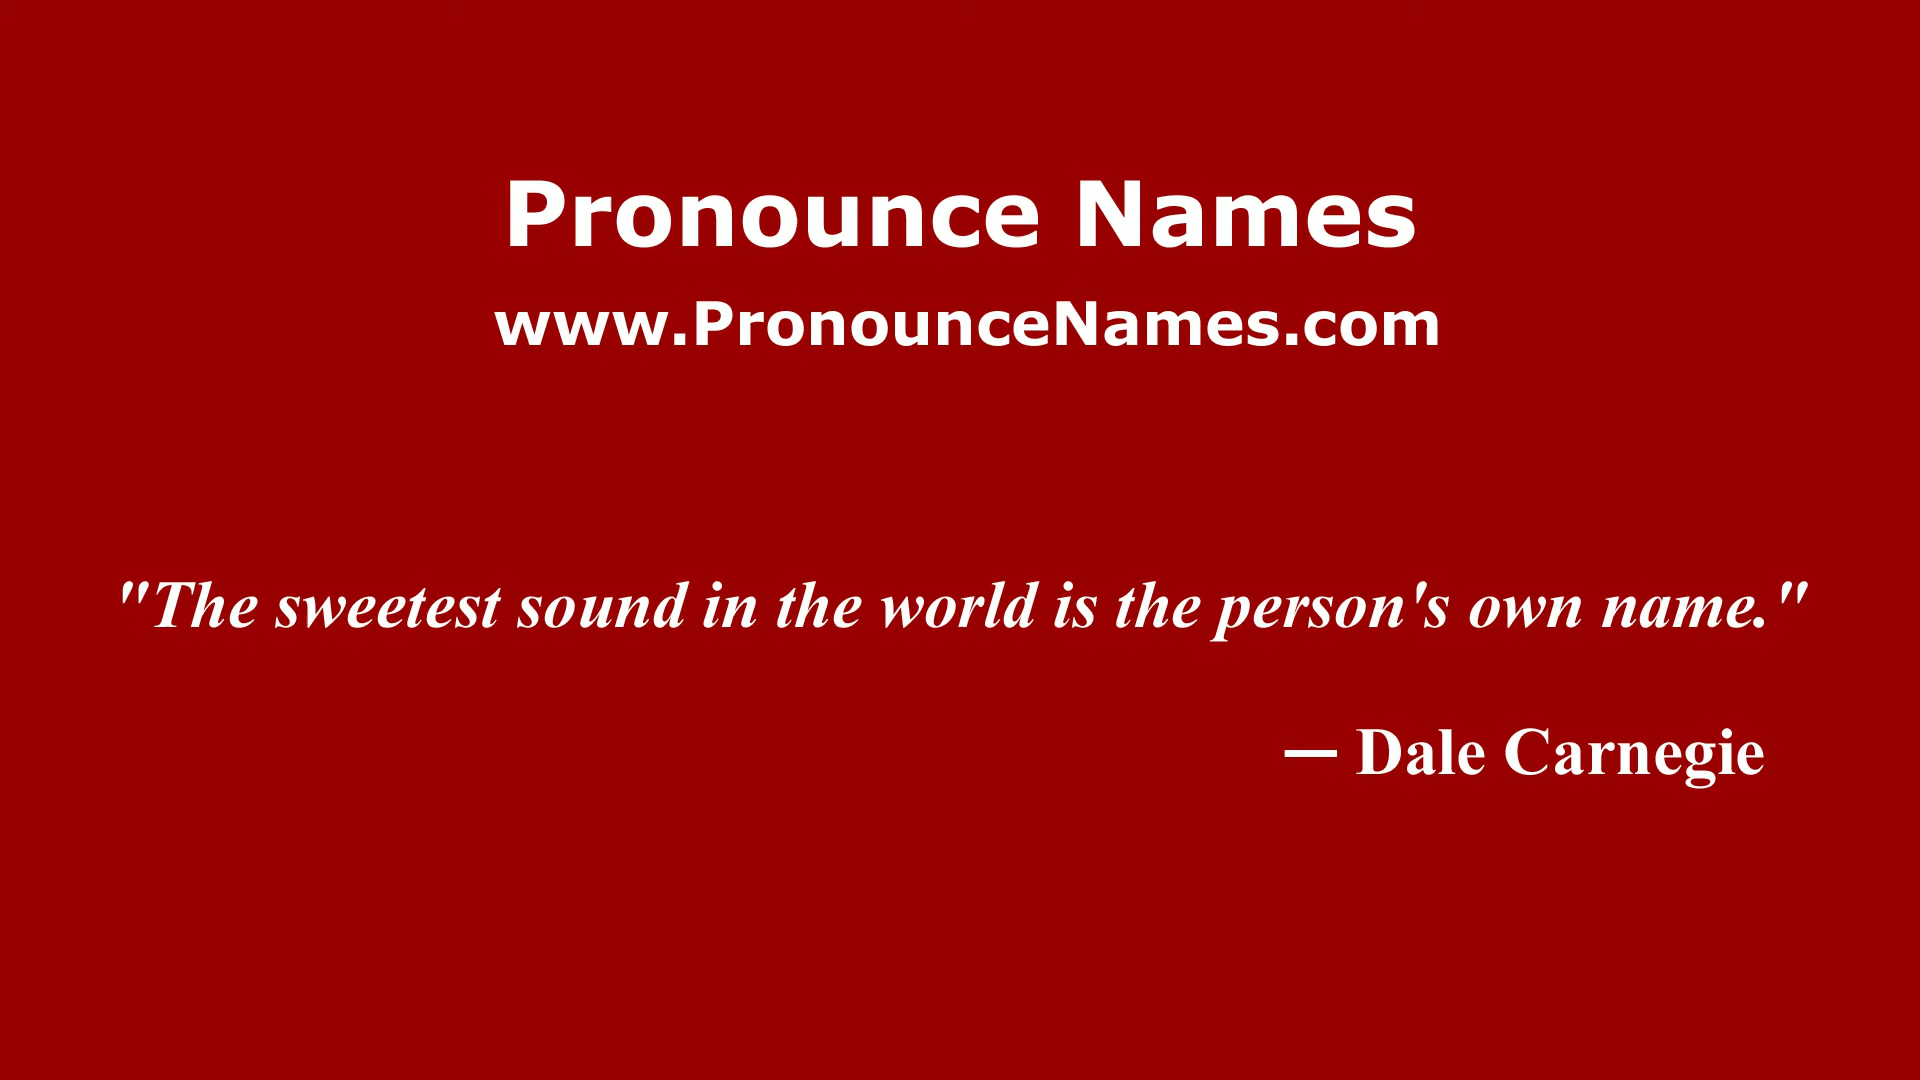 Pronounce Names
www.PronounceNames.com
"The sweetest sound in the world is the person's own name."
— Dale Carnegie